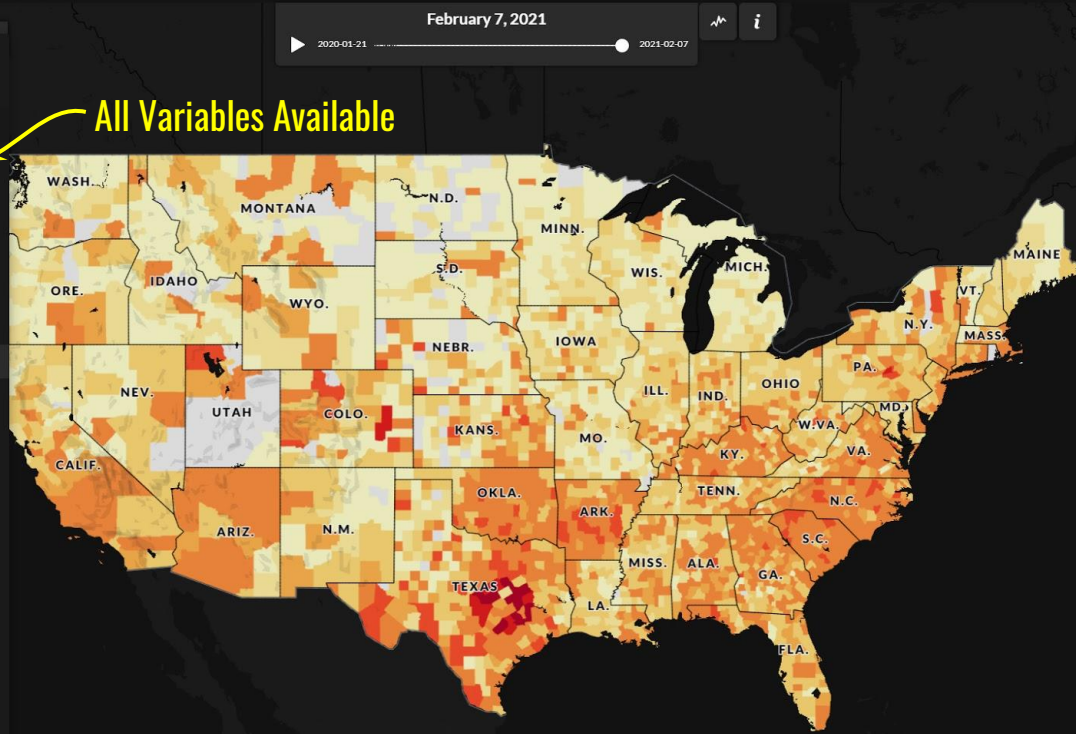 February 7, 2021
2020-01-21
2021-02-07
i
All Variables Available
WASH.
MONTANA
N.D.
MINN.
MAINE
ORE.
IDAHO
S.D.
WIS.
MICH.
VT.
WYO.
N.Y.
MASS.
NEBR.
IOWA
NEV.
UTAH
COLO.
ILL.
IND.
OHIO
PA.
MD.
KANS.
MO.
W.VA.
VA.
CALIF.
KY.
OKLA.
TENN.
N.C.
ARIZ.
N.M.
ARK.
S.C.
MISS.
ALA.
GA.
TEXAS
LA.
FLA.